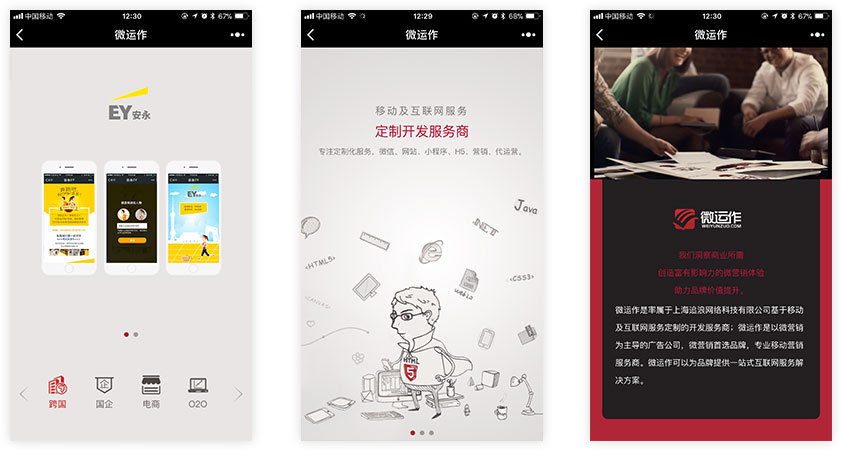 中国移动 12:30 67%
微运作
EY 安永
跨国 国企 电商 O2O
中国移动 12:29 68%
微运作
移动及互联网服务
定制开发服务商
专注定制化服务，微信、网站、小程序、H5、营销、代运营。
Java
.NET
<HTML5>
<CSS3>
<CANVAS>
HTML
5
中国移动 12:30 67%
微运作
微运作
WEIYUNZUO.COM
我们洞察商业所需
创造富有影响力的微营销体验
助力品牌价值提升。
微运作是率属于上海追浪网络科技有限公司基于移动
及互联网服务定制的开发服务商；微运作是以微营销
为主导的广告公司，微营销首选品牌，专业移动营销
服务商。微运作可以为品牌提供一站式互联网服务解
决方案。